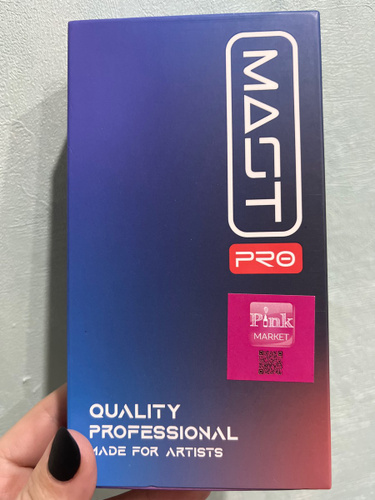 MAST
PRO
Pink
MARKET
QUALITY
PROFESSIONAL
MADE FOR ARTISTS